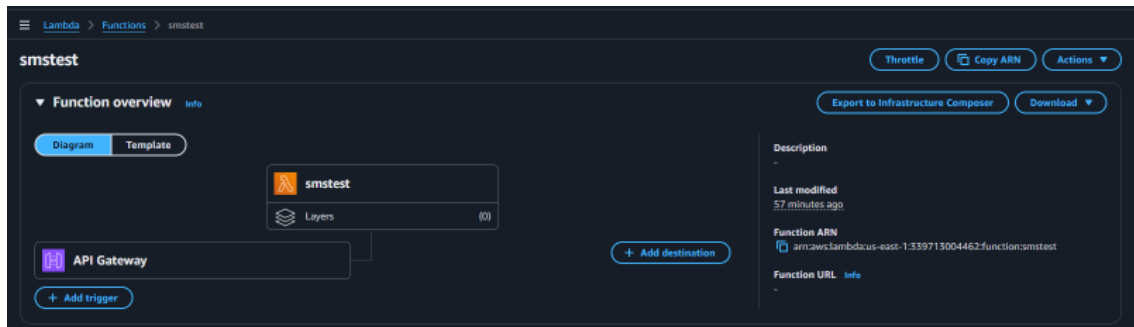 Lambda > Functions > smstest
smstest
Throttle
Copy ARN
Actions ▼
▼ Function overview Info
Export to Infrastructure Composer
Download ▼
Diagram
Template
smstest
Layers (0)
API Gateway
+ Add trigger
+ Add destination
Description
-
Last modified
57 minutes ago
Function ARN
arn:aws:lambda:us-east-1:339713004462:function:smstest
Function URL Info
-